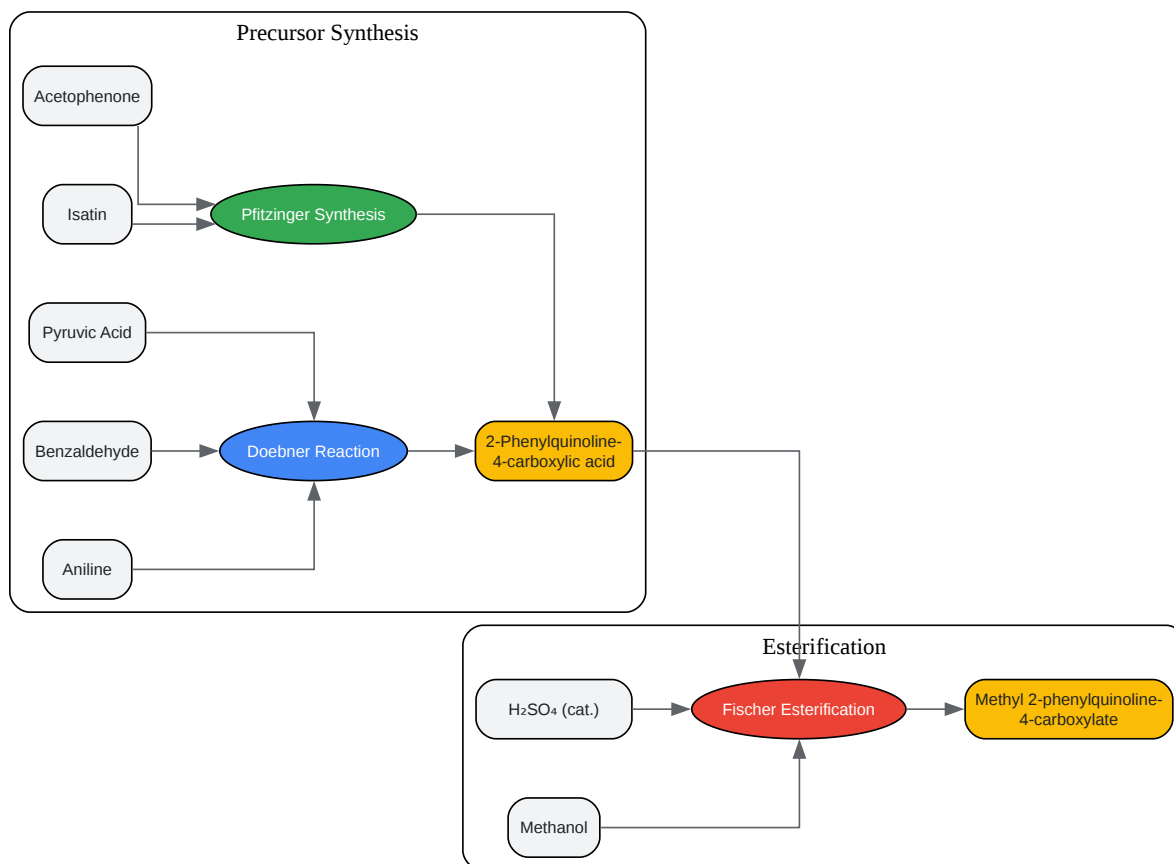 Precursor Synthesis
Acetophenone
Isatin
Pfitzinger Synthesis
Pyruvic Acid
Benzaldehyde
Doebner Reaction
2-Phenylquinoline-
4-carboxylic acid
Aniline
Esterification
H₂SO₄ (cat.)
Fischer Esterification
Methyl 2-phenylquinoline-
4-carboxylate
Methanol